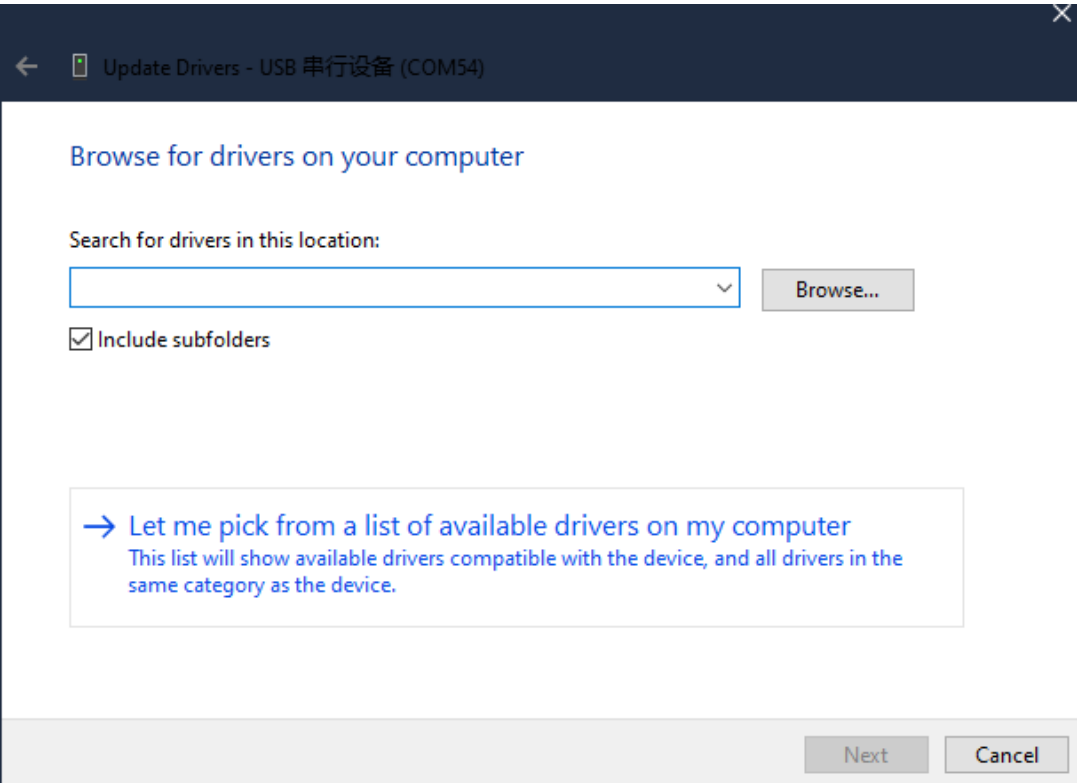 Update Drivers - USB 串行设备 (COM54)
Browse for drivers on your computer
Search for drivers in this location:
Browse...
Include subfolders
Let me pick from a list of available drivers on my computer
This list will show available drivers compatible with the device, and all drivers in the
same category as the device.
Next
Cancel